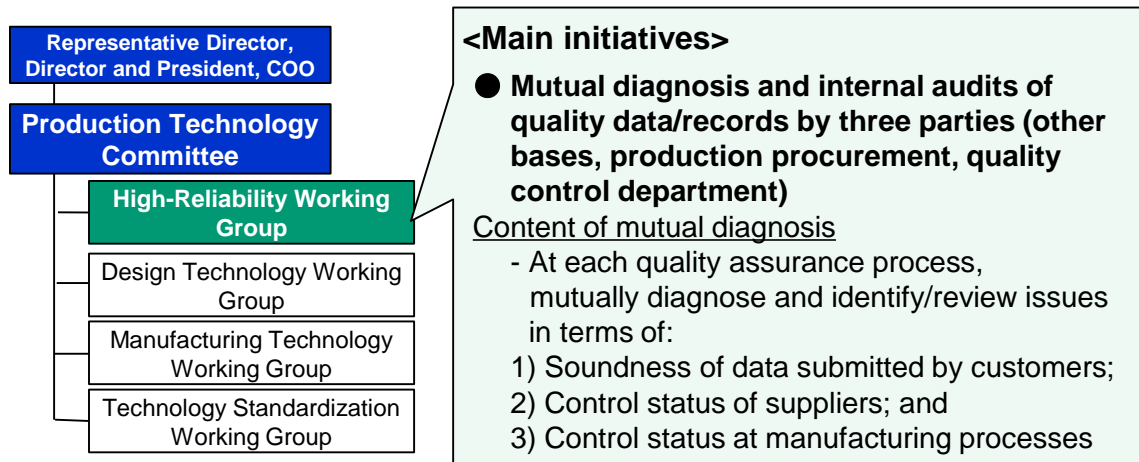 Representative Director,
Director and President, COO
Production Technology
Committee
High-Reliability Working
Group
Design Technology Working
Group
Manufacturing Technology
Working Group
Technology Standardization
Working Group
<Main initiatives>
● Mutual diagnosis and internal audits of
quality data/records by three parties (other
bases, production procurement, quality
control department)
Content of mutual diagnosis
- At each quality assurance process,
mutually diagnose and identify/review issues
in terms of:
1) Soundness of data submitted by customers;
2) Control status of suppliers; and
3) Control status at manufacturing processes